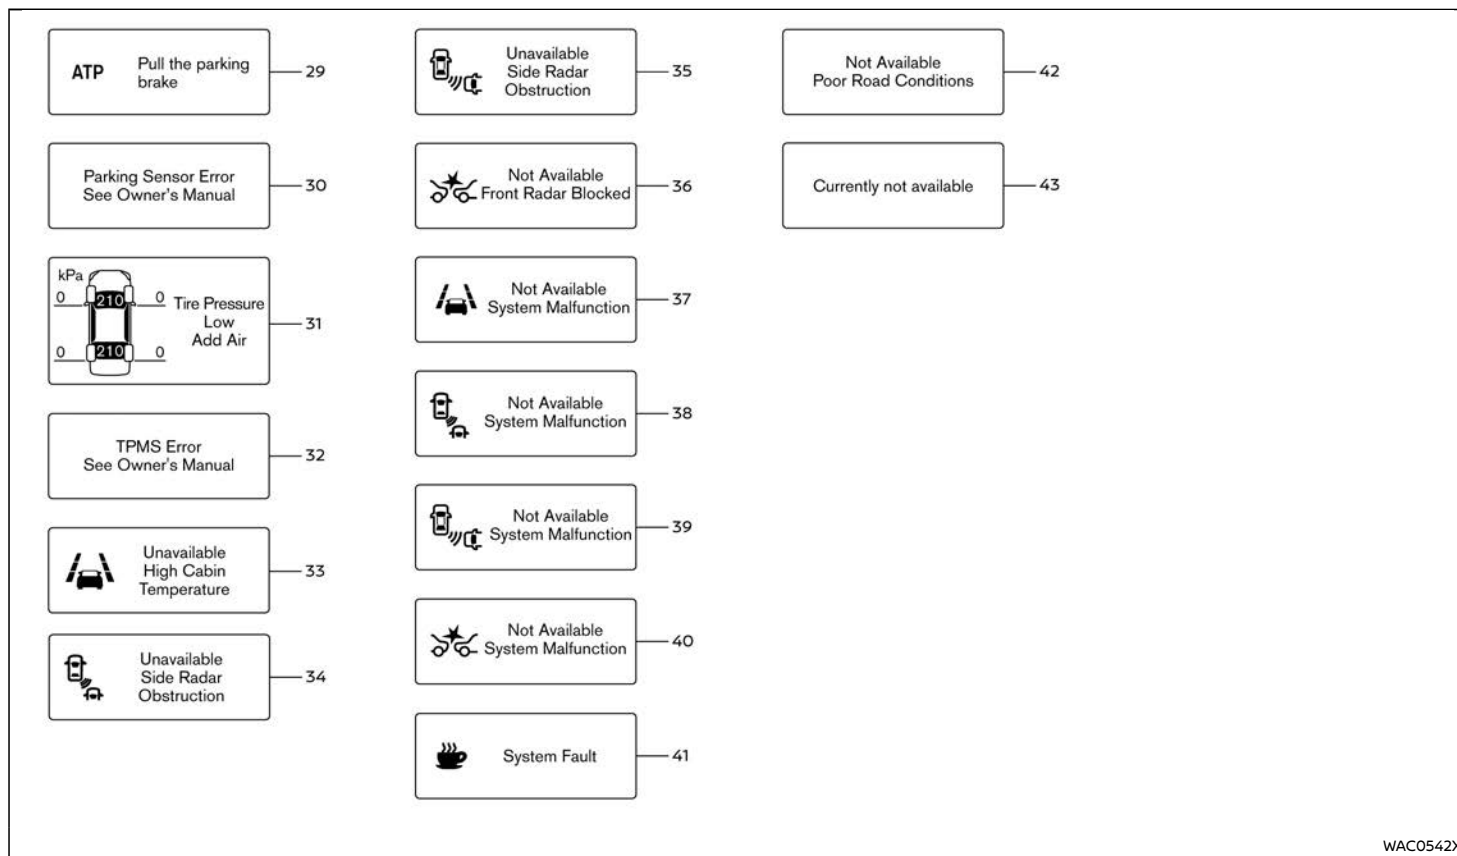 ATP
Pull the parking
brake
29
Parking Sensor Error
See Owner's Manual
30
kPa
0 210 0
0 210 0
Tire Pressure
Low
Add Air
31
TPMS Error
See Owner's Manual
32
Unavailable
High Cabin
Temperature
33
Unavailable
Side Radar
Obstruction
34
Unavailable
Side Radar
Obstruction
35
Not Available
Front Radar Blocked
36
Not Available
System Malfunction
37
Not Available
System Malfunction
38
Not Available
System Malfunction
39
Not Available
System Malfunction
40
System Fault
41
Not Available
Poor Road Conditions
42
Currently not available
43
WAC0542X